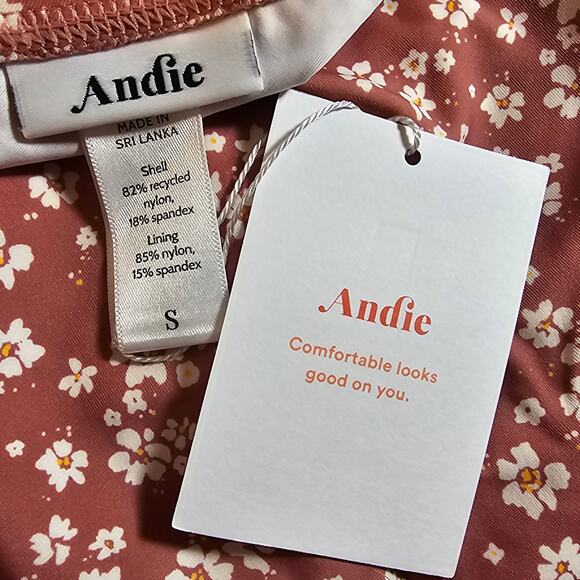 Andie
MADE IN
SRI LANKA
Shell
82% recycled
nylon,
18% spandex
Lining
85% nylon,
15% spandex
S
Andie
Comfortable looks
good on you.